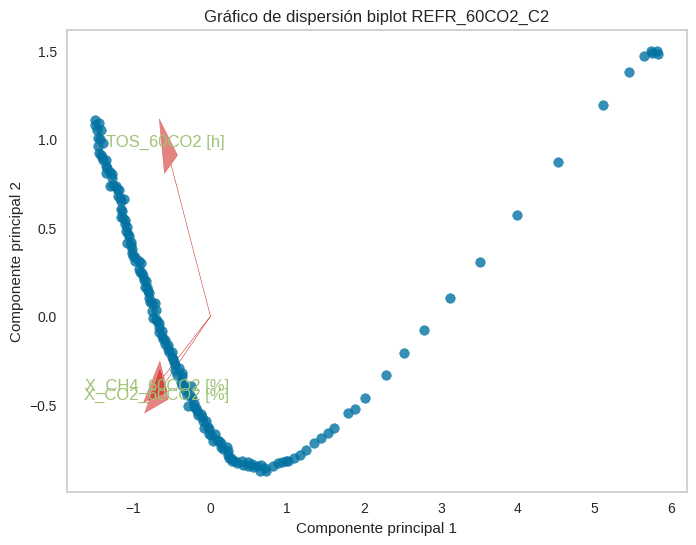 Gráfico de dispersión biplot REFR_60CO2_C2
Componente principal 2
1.5
1.0
0.5
0.0
−0.5
TOS_60CO2 [h]
X_CH4_60CO2 [%]
X_CO2_60CO2 [%]
−1 0 1 2 3 4 5 6
Componente principal 1